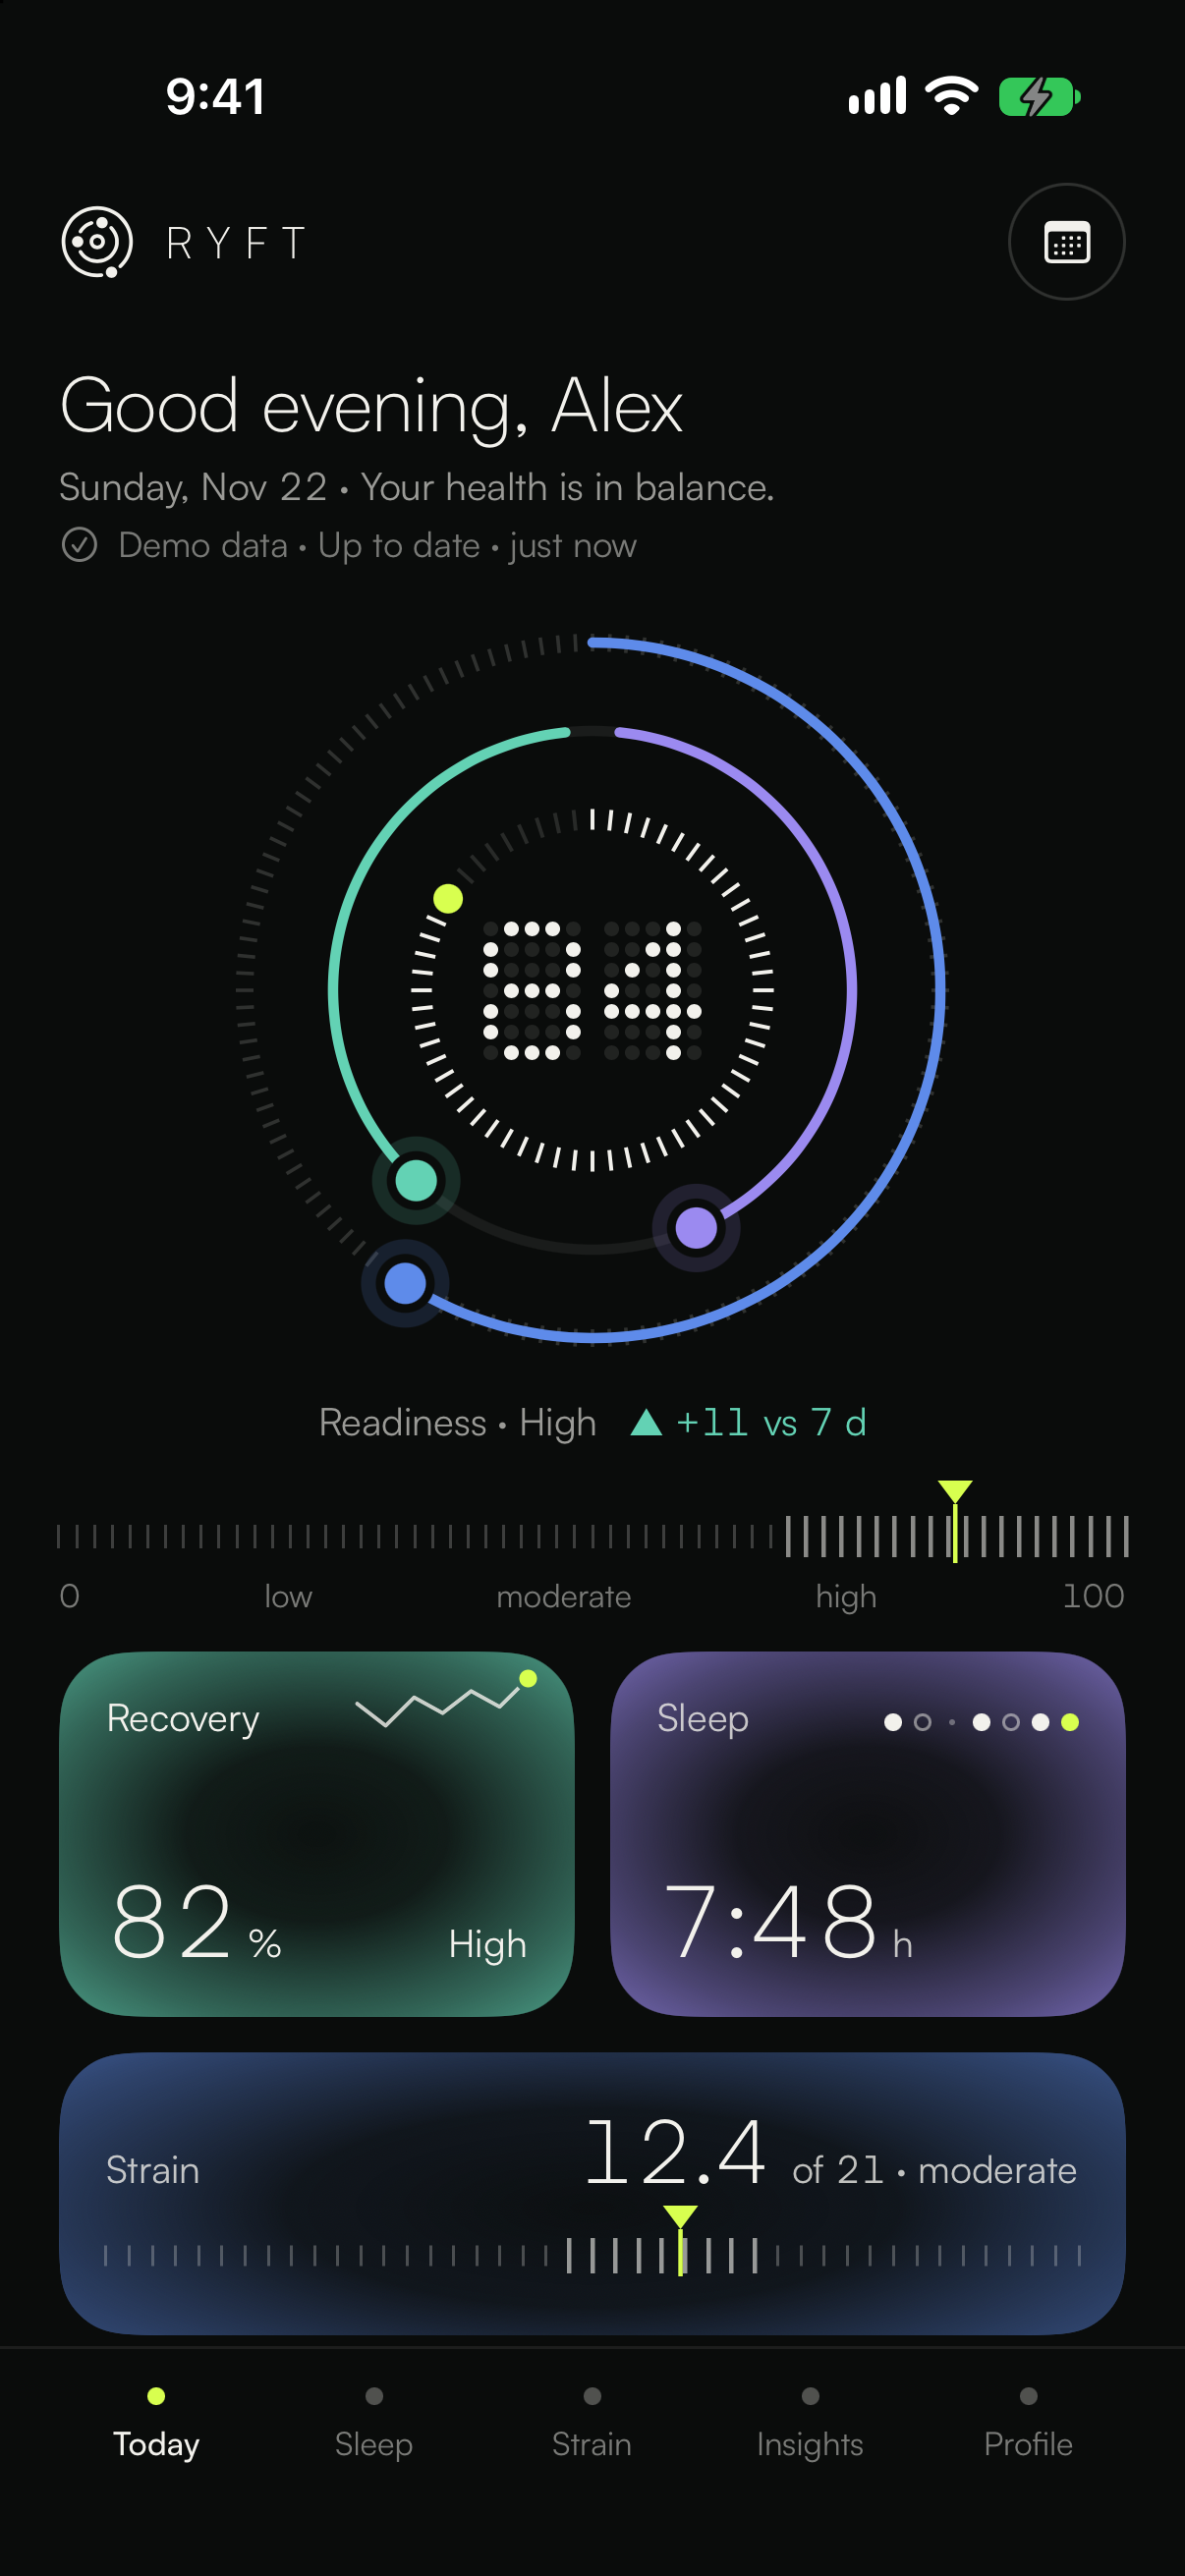 9:41
RYFT
Good evening, Alex
Sunday, Nov 22 · Your health is in balance.
Demo data · Up to date · just now
84
Readiness · High ▲ +11 vs 7 d
0 low moderate high 100
Recovery
82 % High
Sleep
7:48 h
Strain 12.4 of 21 · moderate
Today Sleep Strain Insights Profile